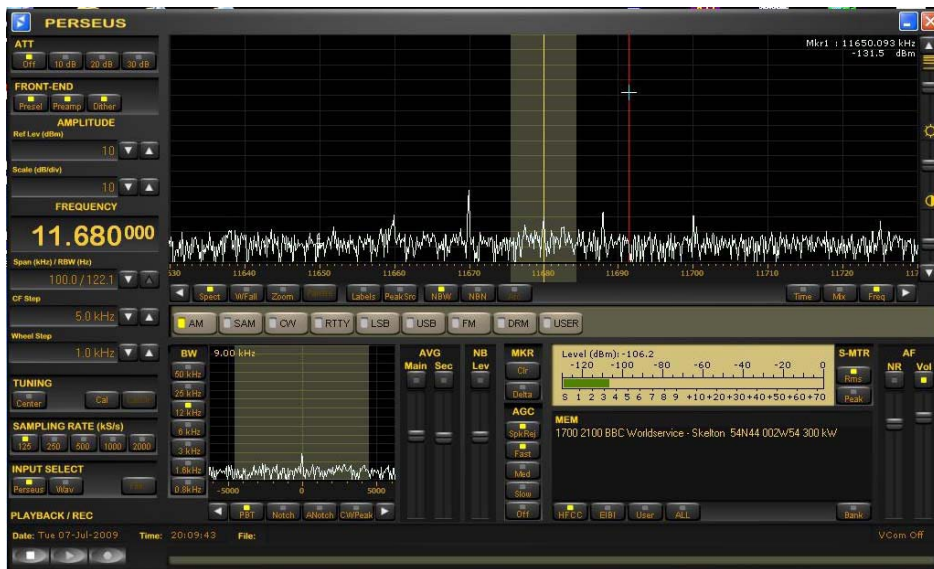 PERSEUS
ATT
Off 10 dB 20 dB 30 dB
FRONT-END
Presel Preamp Dither
AMPLITUDE
Ref Lev (dBm)
10
Scale (dB/div)
10
FREQUENCY
11.680000
Span (kHz) / RBW (Hz)
100.0 / 122.1
CF Step
5.0 kHz
Wheel Step
1.0 kHz
TUNING
Center Cal
SAMPLING RATE (kS/s)
125 250 500 1000 2000
INPUT SELECT
Perseus Wav
PLAYBACK / REC
Mkr1 : 11650.093 kHz
-131.5 dBm
11640 11650 11660 11670 11680 11690 11700 11710 11720
Spect WFall Zoom Labels PeakSrc NBW NBN Time Mix Freq
AM SAM CW RTTY LSB USB FM DRM USER
BW 9.00 kHz
50 kHz
25 kHz
12 kHz
6 kHz
3 kHz
1.6kHz
0.8kHz
-5000 0 5000
PBT Notch ANotch CWPeak
AVG
Main Sec
NB
Lev
MKR
Clr
Delta
AGC
SpkRej
Fast
Med
Slow
Off
Level (dBm): -106.2
-120 -100 -80 -60 -40 -20 0
S 1 2 3 4 5 6 7 8 9 +10+20+30+40+50+60+70
S-MTR
Rms
Peak
AF
NR Vol
MEM
1700 2100 BBC Worldservice - Skelton 54N44 002W/54 300 kW
HFCC EIBI User ALL Bank
Date: Tue 07-Jul-2009 Time: 20:09:43 File: VCom Off